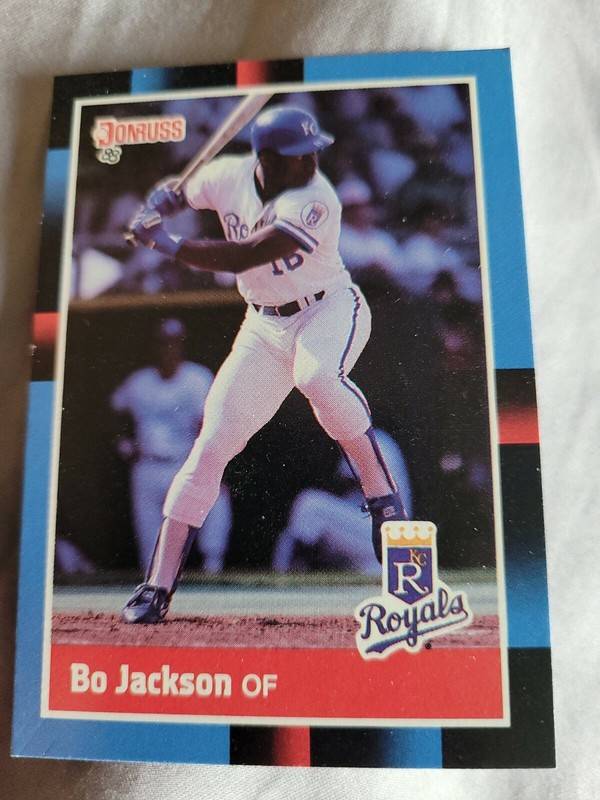 DONRUSS
88
KC
Royals
R
16
KC
R
Royals
Bo Jackson OF